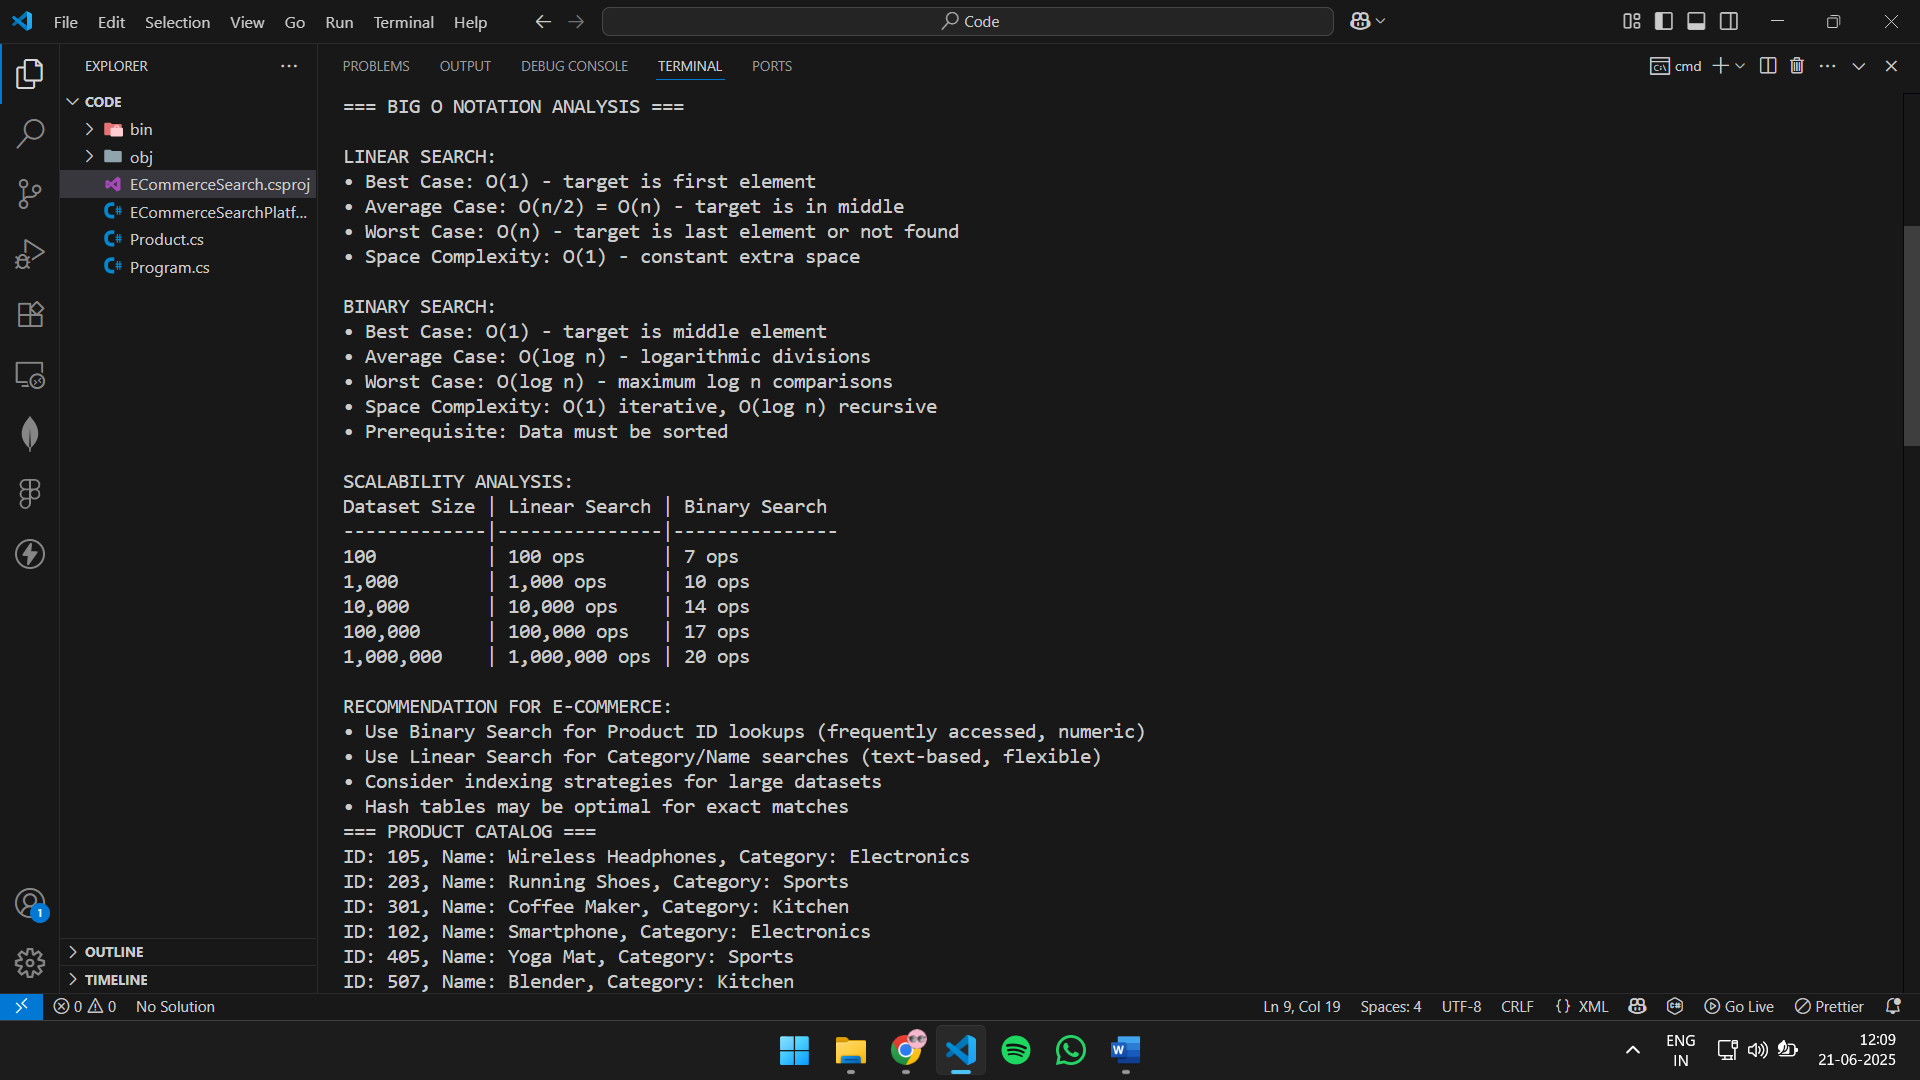 File Edit Selection View Go Run Terminal Help
Code
EXPLORER
CODE
bin
obj
ECommerceSearch.csproj
ECommerceSearchPlatf...
Product.cs
Program.cs
OUTLINE
TIMELINE
1
PROBLEMS OUTPUT DEBUG CONSOLE TERMINAL PORTS
cmd
=== BIG O NOTATION ANALYSIS ===
LINEAR SEARCH:
• Best Case: O(1) - target is first element
• Average Case: O(n/2) = O(n) - target is in middle
• Worst Case: O(n) - target is last element or not found
• Space Complexity: O(1) - constant extra space
BINARY SEARCH:
• Best Case: O(1) - target is middle element
• Average Case: O(log n) - logarithmic divisions
• Worst Case: O(log n) - maximum log n comparisons
• Space Complexity: O(1) iterative, O(log n) recursive
• Prerequisite: Data must be sorted
SCALABILITY ANALYSIS:
Dataset Size | Linear Search | Binary Search
-------------|---------------|---------------
100          | 100 ops       | 7 ops
1,000        | 1,000 ops     | 10 ops
10,000       | 10,000 ops    | 14 ops
100,000      | 100,000 ops   | 17 ops
1,000,000    | 1,000,000 ops | 20 ops
RECOMMENDATION FOR E-COMMERCE:
• Use Binary Search for Product ID lookups (frequently accessed, numeric)
• Use Linear Search for Category/Name searches (text-based, flexible)
• Consider indexing strategies for large datasets
• Hash tables may be optimal for exact matches
=== PRODUCT CATALOG ===
ID: 105, Name: Wireless Headphones, Category: Electronics
ID: 203, Name: Running Shoes, Category: Sports
ID: 301, Name: Coffee Maker, Category: Kitchen
ID: 102, Name: Smartphone, Category: Electronics
ID: 405, Name: Yoga Mat, Category: Sports
ID: 507, Name: Blender, Category: Kitchen
0 0 No Solution
Ln 9, Col 19 Spaces: 4 UTF-8 CRLF {} XML Go Live Prettier
ENG
IN
12:09
21-06-2025